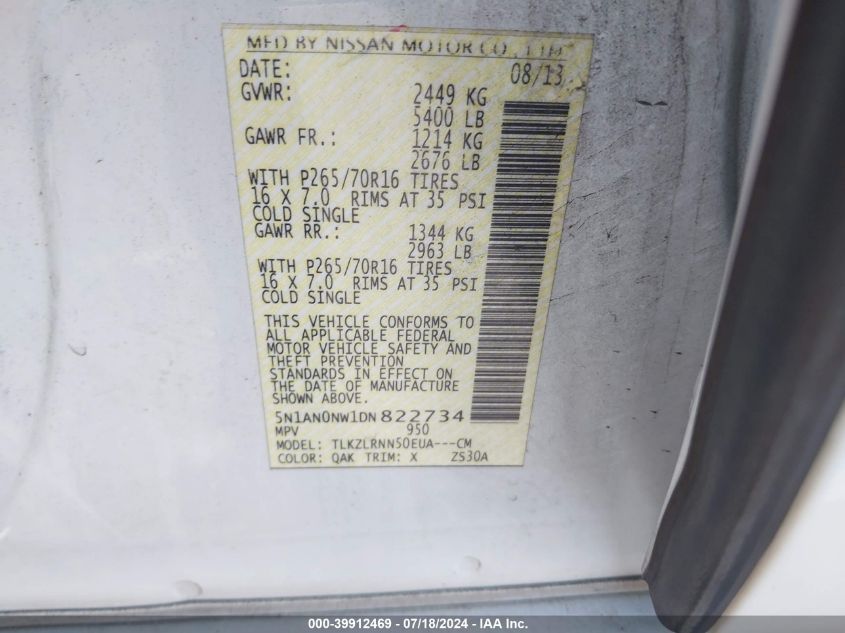 MFD BY NISSAN MOTOR CO., LTD.
DATE: 08/13
GVWR: 2449 KG
5400 LB
GAWR FR.: 1214 KG
2676 LB
WITH P265/70R16 TIRES
16 X 7.0 RIMS AT 35 PSI
COLD SINGLE
GAWR RR.: 1344 KG
2963 LB
WITH P265/70R16 TIRES
16 X 7.0 RIMS AT 35 PSI
COLD SINGLE
THIS VEHICLE CONFORMS TO
ALL APPLICABLE FEDERAL
MOTOR VEHICLE SAFETY AND
THEFT PREVENTION
STANDARDS IN EFFECT ON
THE DATE OF MANUFACTURE
SHOWN ABOVE.
5N1AN0NW1DN822734
MPV 950
MODEL: TLKZLRNN50EUA---CM
COLOR: QAK TRIM: X ZS30A
000-39912469 - 07/18/2024 - IAA Inc.